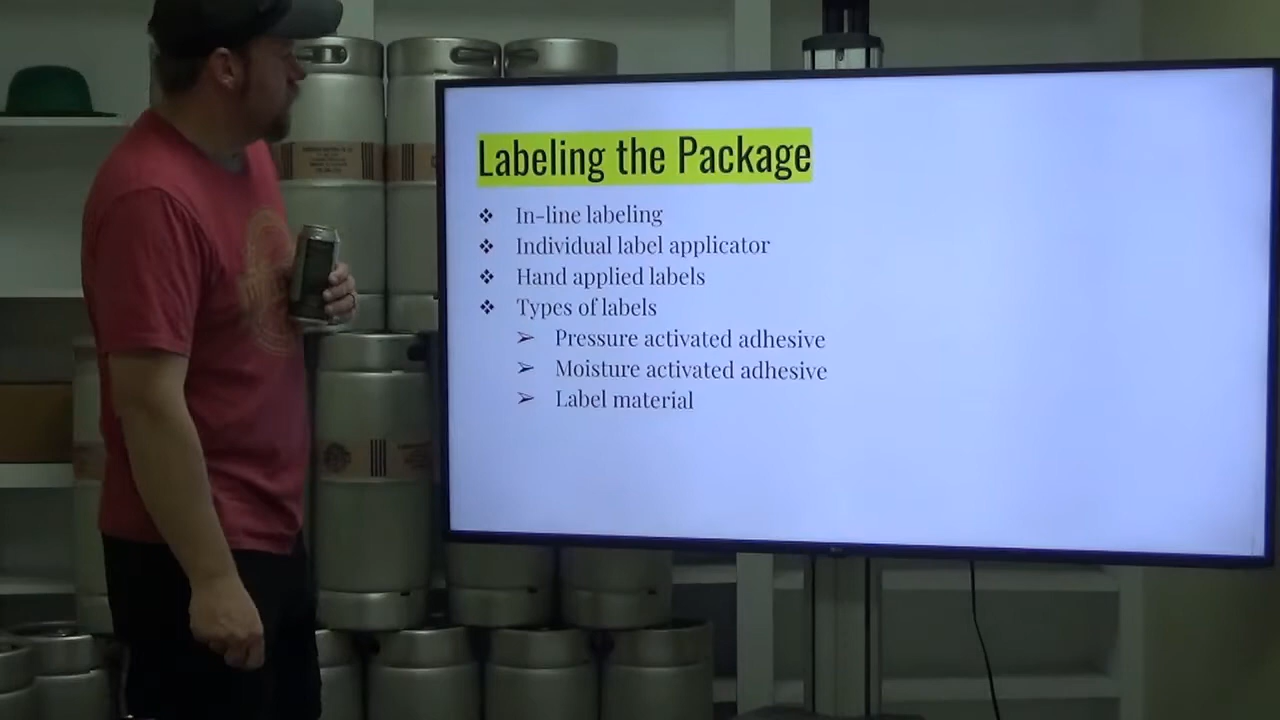 Labeling the Package
❖ In-line labeling
❖ Individual label applicator
❖ Hand applied labels
❖ Types of labels
➢ Pressure activated adhesive
➢ Moisture activated adhesive
➢ Label material